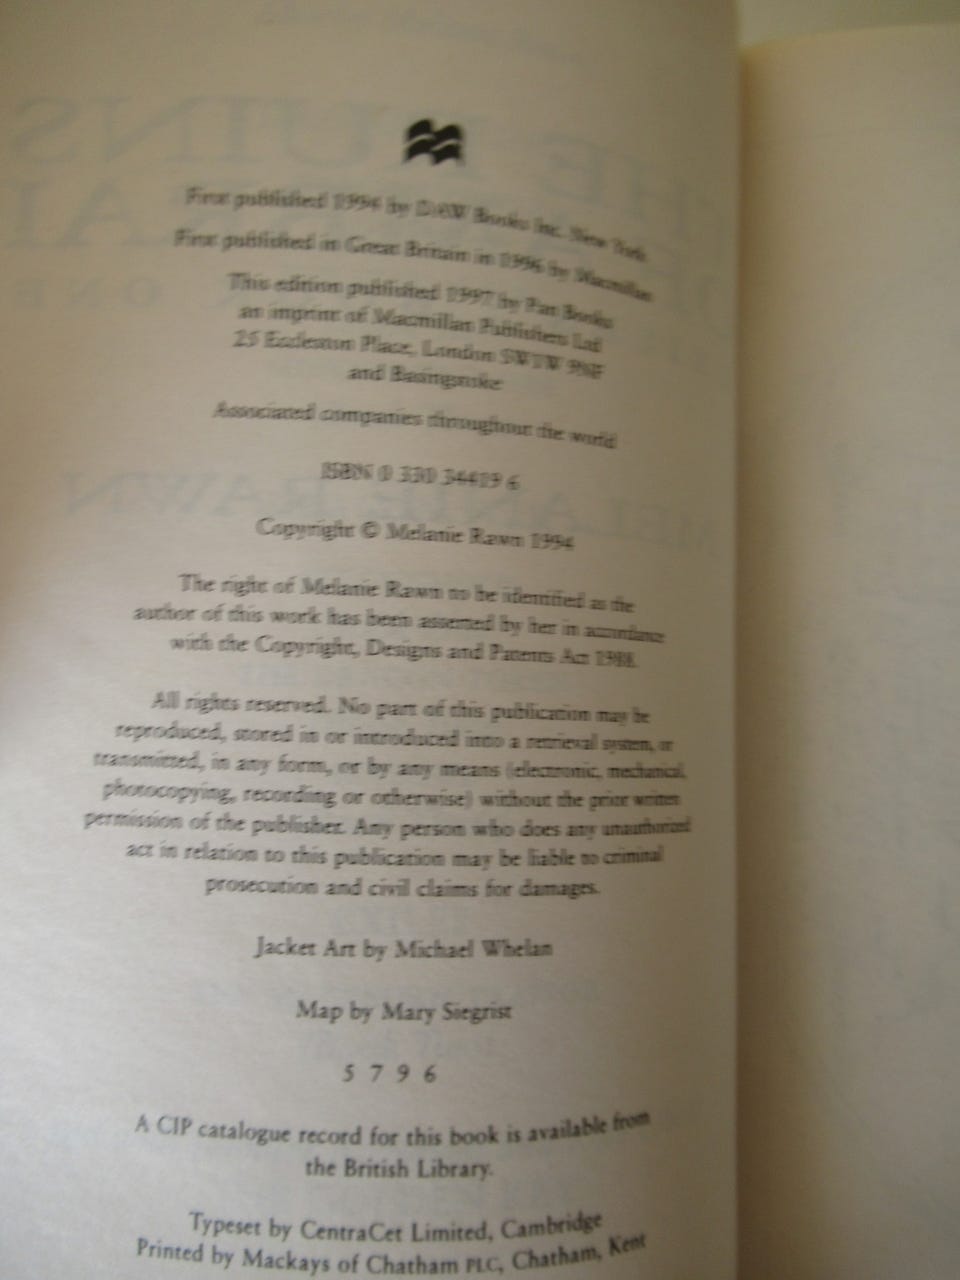 First published 1994 by DAW Books Inc. New York
First published in Great Britain in 1996 by Macmillan
This edition published 1997 by Pan Books
an imprint of Macmillan Publishers Ltd
25 Eccleston Place, London SW1W 9NF
and Basingstoke
Associated companies throughout the world
ISBN 0 330 34419 6
Copyright © Melanie Rawn 1994
The right of Melanie Rawn to be identified as the
author of this work has been asserted by her in accordance
with the Copyright, Designs and Patents Act 1988.
All rights reserved. No part of this publication may be
reproduced, stored in or introduced into a retrieval system, or
transmitted, in any form, or by any means (electronic, mechanical,
photocopying, recording or otherwise) without the prior written
permission of the publisher. Any person who does any unauthorized
act in relation to this publication may be liable to criminal
prosecution and civil claims for damages.
Jacket Art by Michael Whelan
Map by Mary Siegrist
5 7 9 6
A CIP catalogue record for this book is available from
the British Library.
Typeset by CentraCet Limited, Cambridge
Printed by Mackays of Chatham PLC, Chatham, Kent